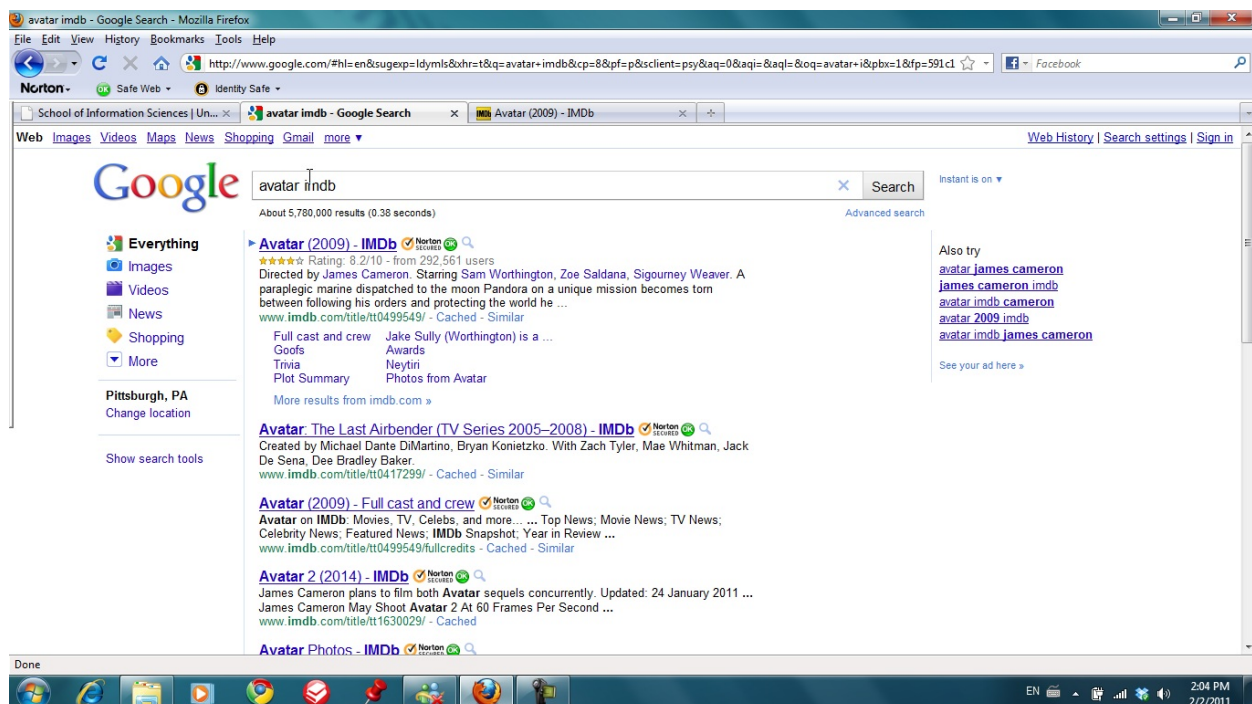 avatar imdb - Google Search - Mozilla Firefox
File Edit View History Bookmarks Tools Help
http://www.google.com/#hl=en&sugexp=ldymls&xhr=t&q=avatar+imdb&cp=8&pf=p&sclient=psy&aq=0&aqi=&aql=&oq=avatar+i&pbx=1&fp=591c1 Facebook
Norton - Safe Web - Identity Safe -
School of Information Sciences | Un... avatar imdb - Google Search IMDb Avatar (2009) - IMDb
Web Images Videos Maps News Shopping Gmail more ▼ Web History | Search settings | Sign in
Google avatar imdb Search Instant is on ▼
About 5,780,000 results (0.38 seconds) Advanced search
Everything
Images
Videos
News
Shopping
More
Pittsburgh, PA
Change location
Show search tools
Avatar (2009) - IMDb Norton SECURED OK
Rating: 8.2/10 - from 292,561 users
Directed by James Cameron. Starring Sam Worthington, Zoe Saldana, Sigourney Weaver. A
paraplegic marine dispatched to the moon Pandora on a unique mission becomes torn
between following his orders and protecting the world he ...
www.imdb.com/title/tt0499549/ - Cached - Similar
Full cast and crew Jake Sully (Worthington) is a ...
Goofs Awards
Trivia Neytiri
Plot Summary Photos from Avatar
More results from imdb.com »
Avatar: The Last Airbender (TV Series 2005–2008) - IMDb Norton SECURED OK
Created by Michael Dante DiMartino, Bryan Konietzko. With Zach Tyler, Mae Whitman, Jack
De Sena, Dee Bradley Baker.
www.imdb.com/title/tt0417299/ - Cached - Similar
Avatar (2009) - Full cast and crew Norton SECURED OK
Avatar on IMDb: Movies, TV, Celebs, and more... ... Top News; Movie News; TV News;
Celebrity News; Featured News; IMDb Snapshot; Year in Review ...
www.imdb.com/title/tt0499549/fullcredits - Cached - Similar
Avatar 2 (2014) - IMDb Norton SECURED OK
James Cameron plans to film both Avatar sequels concurrently. Updated: 24 January 2011 ...
James Cameron May Shoot Avatar 2 At 60 Frames Per Second ...
www.imdb.com/title/tt1630029/ - Cached
Avatar Photos - IMDb Norton OK
Also try
avatar james cameron
james cameron imdb
avatar imdb cameron
avatar 2009 imdb
avatar imdb james cameron
See your ad here »
Done
EN 2:04 PM
2/2/2011